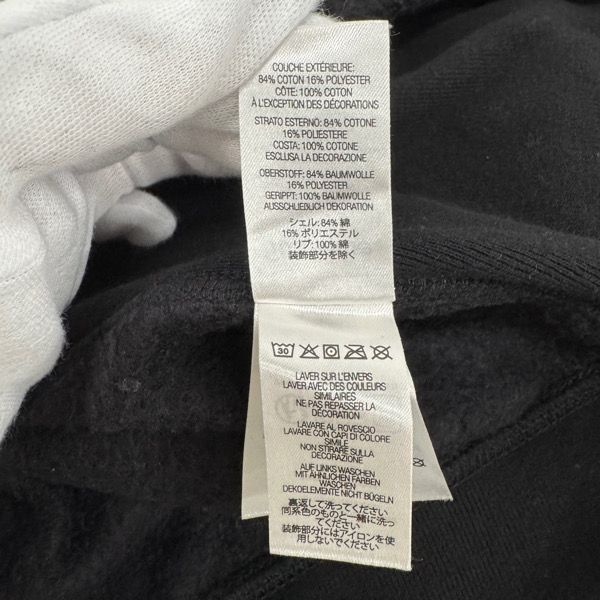 COUCHE EXTÉRIEURE:
84% COTON 16% POLYESTER
CÔTE: 100% COTON
À L'EXCEPTION DES DÉCORATIONS
STRATO ESTERNO: 84% COTONE
16% POLIESTERE
COSTA: 100% COTONE
ESCLUSA LA DECORAZIONE
OBERSTOFF: 84% BAUMWOLLE
16% POLYESTER
GERIPPT: 100% BAUMWOLLE
AUSSCHLIEßLICH DEKORATION
シェル: 84% 綿
16% ポリエステル
リブ: 100% 綿
装飾部分を除く
30
LAVER SUR L'ENVERS
LAVER AVEC DES COULEURS
SIMILAIRES
NE PAS REPASSER LA
DÉCORATION
LAVARE AL ROVESCIO
LAVARE CON CAPI DI COLORE
SIMILE
NON STIRARE SULLA
DECORAZIONE
AUF LINKS WASCHEN
MIT ÄHNLICHEN FARBEN
WASCHEN
DEKOELEMENTE NICHT BÜGELN
裏返して洗ってください
同系色のものと一緒に洗っ
てください
装飾部分にはアイロンを使
用しないでください